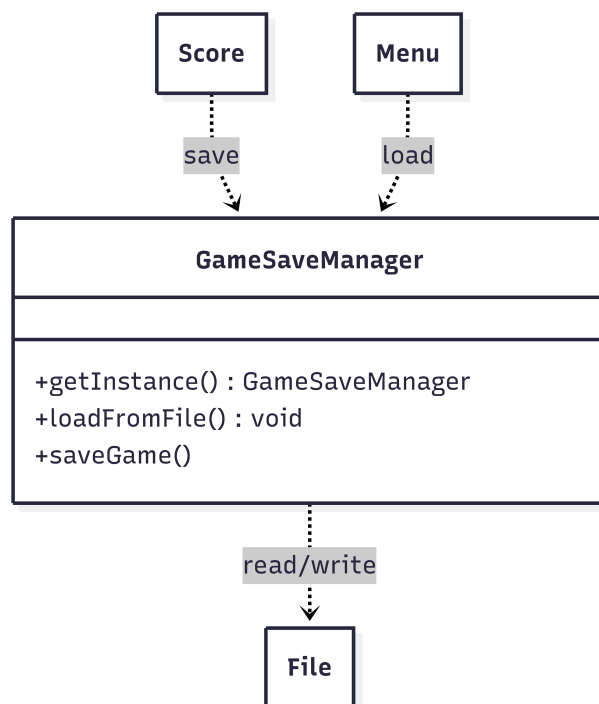 Score
Menu
save
load
GameSaveManager
+getInstance() : GameSaveManager
+loadFromFile() : void
+saveGame()
read/write
File